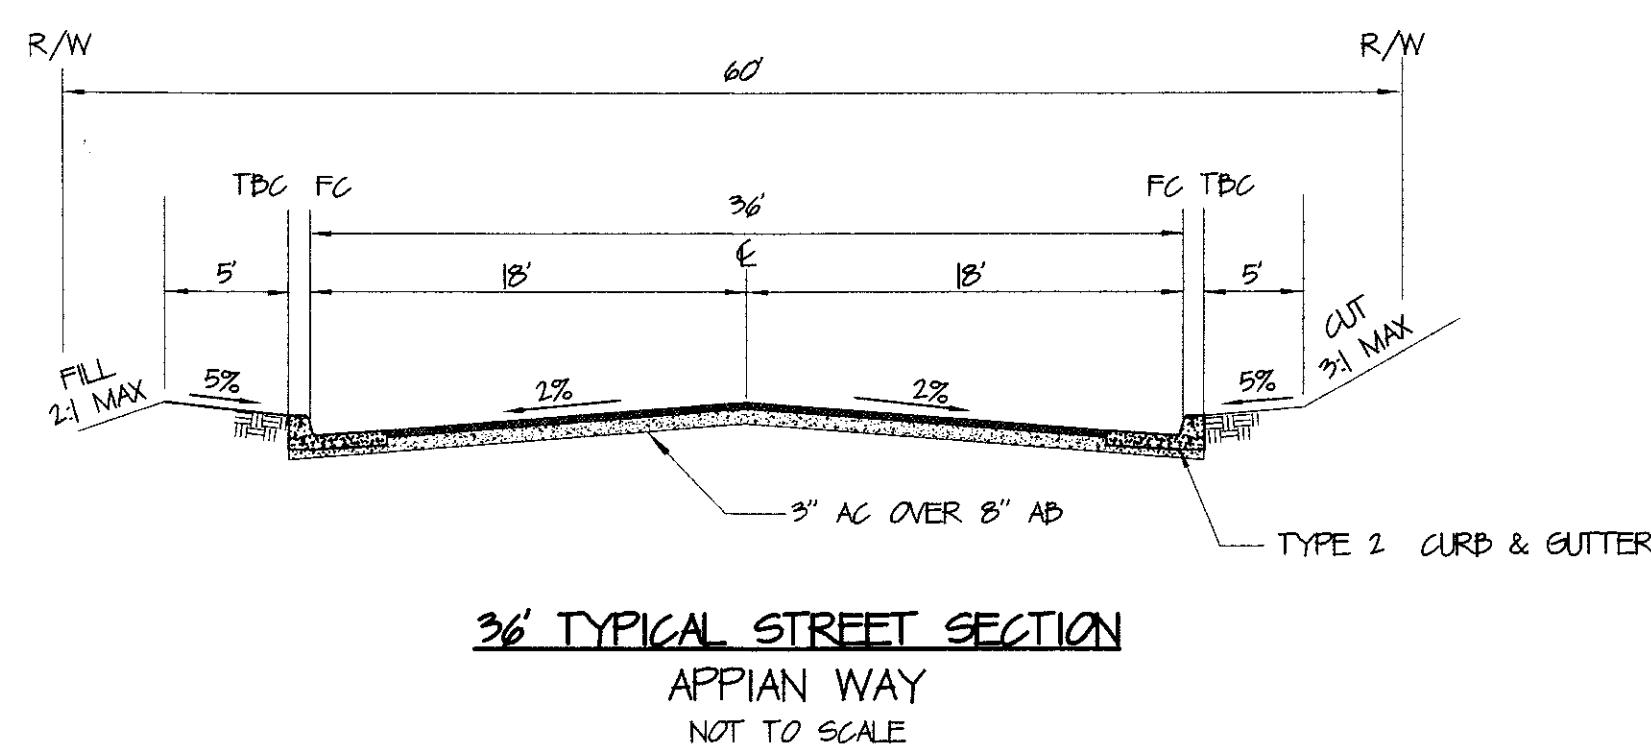 R/W
R/W
60'
TBC FC
FC TBC
36'
℄
5'
18'
18'
5'
FILL
2:1 MAX
CUT
3:1 MAX
5%
2%
2%
5%
3" AC OVER 8" AB
TYPE 2 CURB & GUTTER
36' TYPICAL STREET SECTION
APPIAN WAY
NOT TO SCALE